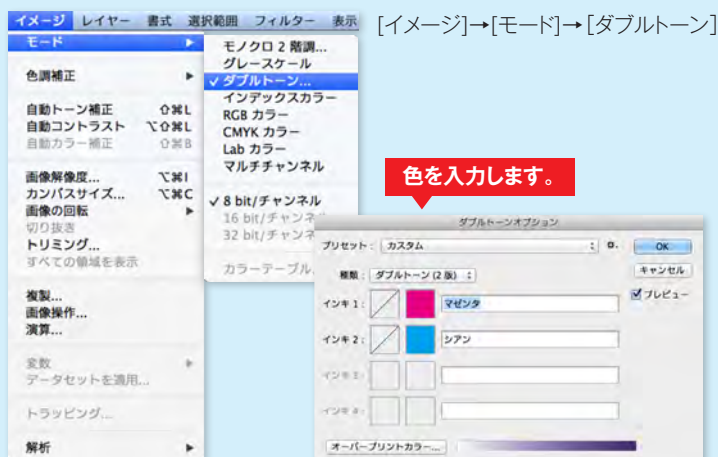 イメージ レイヤー 書式 選択範囲 フィルター 表示
[イメージ]→[モード]→[ダブルトーン]
モード
色調補正
自動トーン補正 ⇧⌘L
自動コントラスト ⌥⇧⌘L
自動カラー補正 ⇧⌘B
画像解像度... ⌥⌘I
カンバスサイズ... ⌥⌘C
画像の回転
切り抜き
トリミング...
すべての領域を表示
複製...
画像操作...
演算...
変数
データセットを適用...
トラッピング...
解析
モノクロ 2 階調...
グレースケール
✓ダブルトーン...
インデックスカラー
RGB カラー
CMYK カラー
Lab カラー
マルチチャンネル
✓8 bit/チャンネル
16 bit/チャンネ
32 bit/チャンネ
カラーテーブル.
色を入力します。
ダブルトーンオプション
プリセット: カスタム
OK
キャンセル
種類: ダブルトーン (2 版)
✓プレビュー
インキ 1: マゼンタ
インキ 2: シアン
インキ 3:
インキ 4:
オーバープリントカラー...